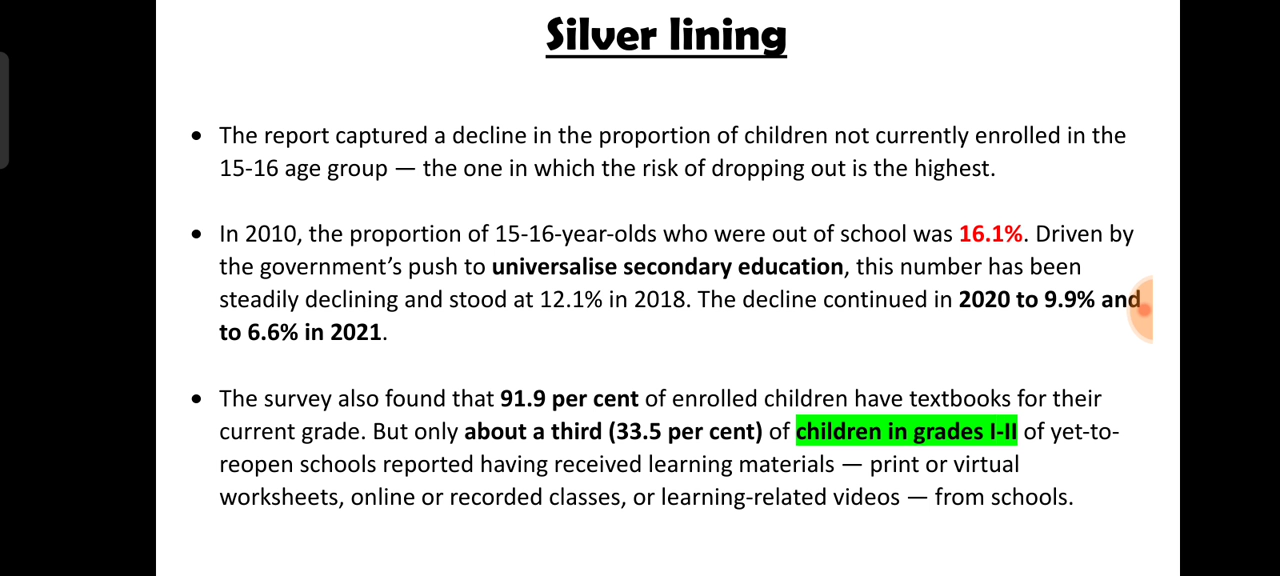 Silver lining
• The report captured a decline in the proportion of children not currently enrolled in the
15-16 age group — the one in which the risk of dropping out is the highest.
• In 2010, the proportion of 15-16-year-olds who were out of school was 16.1%. Driven by
the government’s push to universalise secondary education, this number has been
steadily declining and stood at 12.1% in 2018. The decline continued in 2020 to 9.9% and
to 6.6% in 2021.
• The survey also found that 91.9 per cent of enrolled children have textbooks for their
current grade. But only about a third (33.5 per cent) of children in grades I-II of yet-to-
reopen schools reported having received learning materials — print or virtual
worksheets, online or recorded classes, or learning-related videos — from schools.